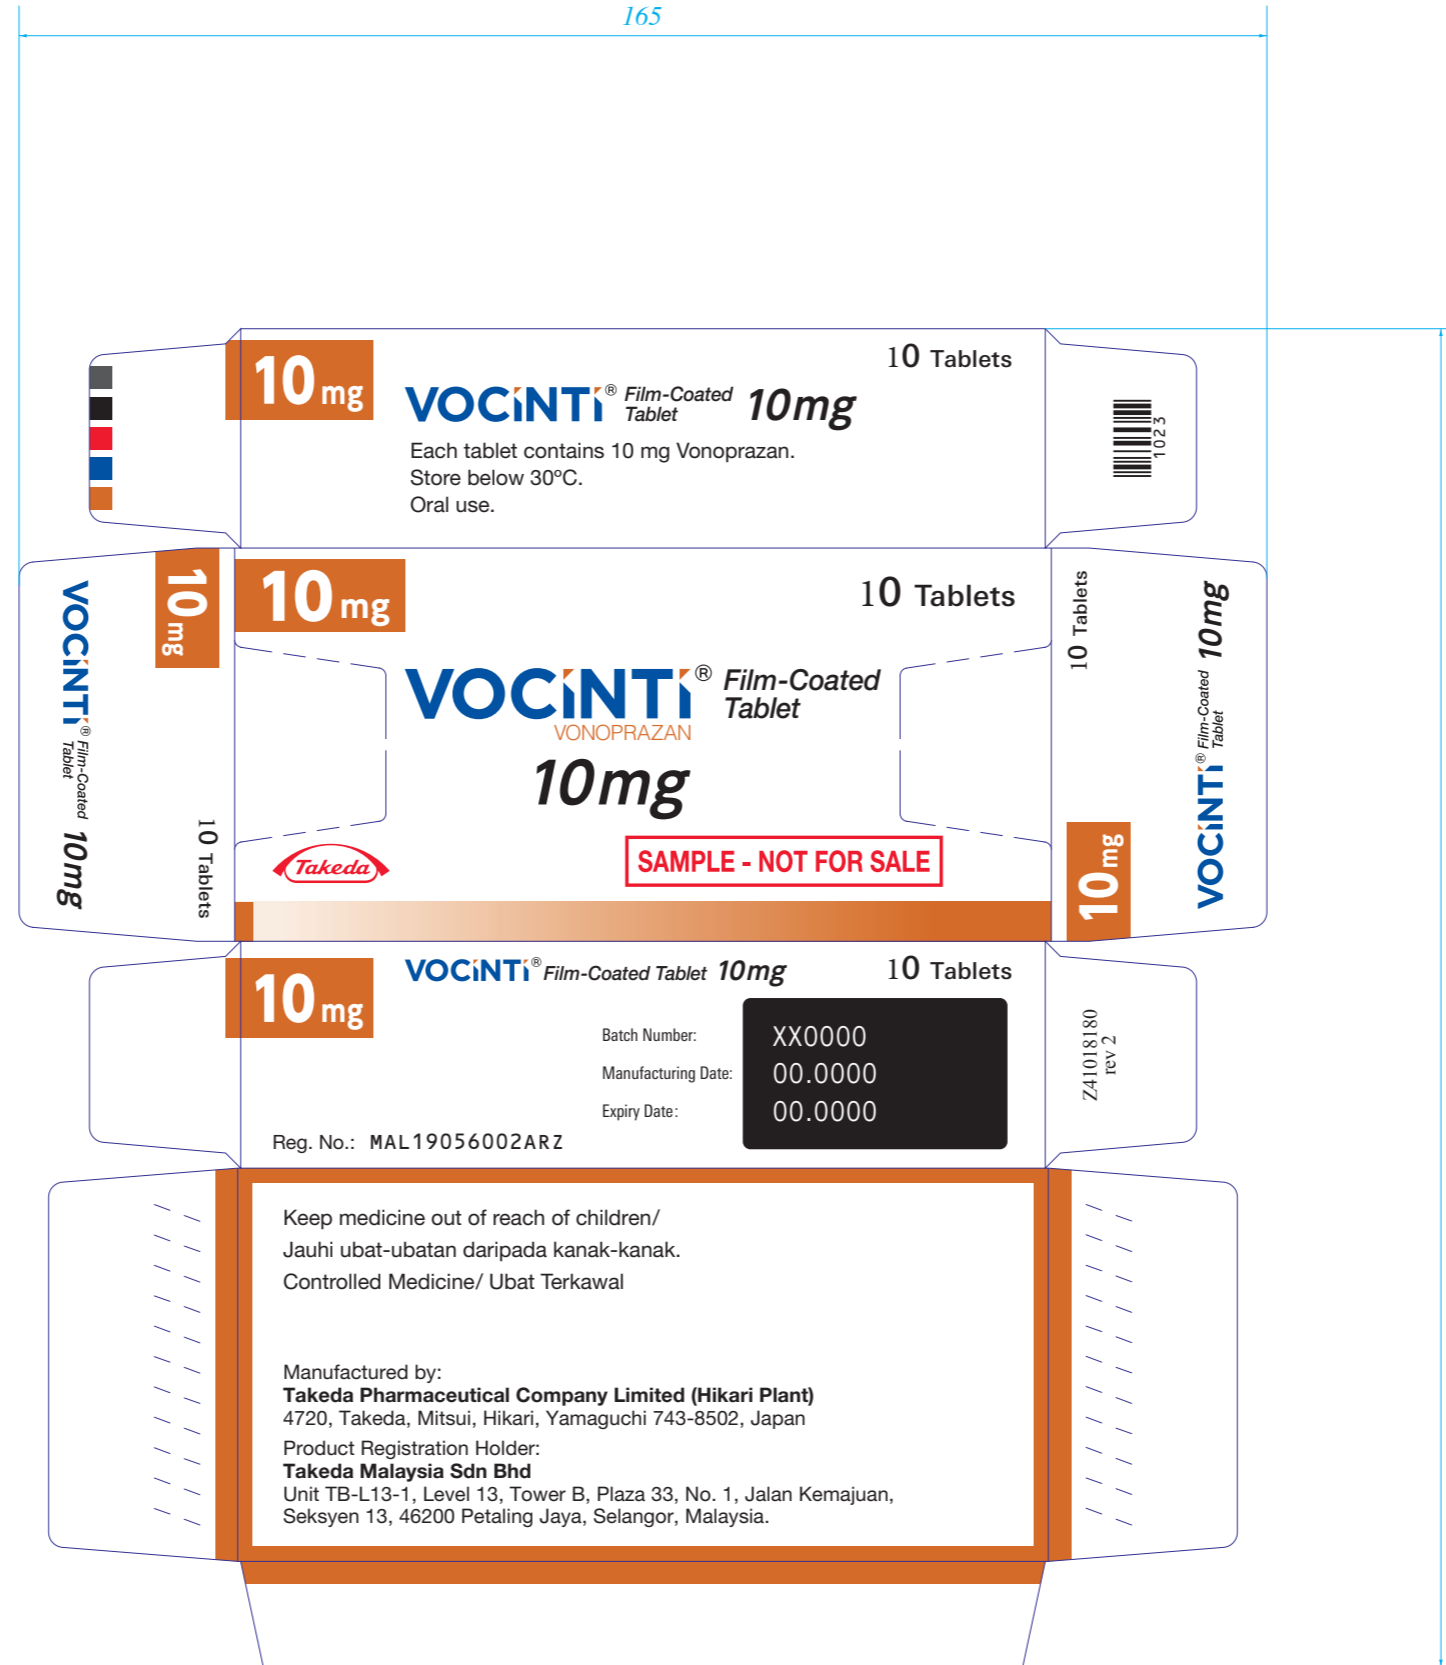 165
10 mg
10 Tablets
VOCINTI® Film-Coated Tablet 10mg
Each tablet contains 10 mg Vonoprazan.
Store below 30°C.
Oral use.
1023
VOCINTI® Film-Coated Tablet 10mg
10 mg
10 Tablets
10 mg
10 Tablets
VOCINTI® Film-Coated Tablet
VONOPRAZAN
10mg
Takeda
SAMPLE - NOT FOR SALE
10 Tablets
10 mg
VOCINTI® Film-Coated Tablet 10mg
10 mg
VOCINTI® Film-Coated Tablet 10mg
10 Tablets
Batch Number: XX0000
Manufacturing Date: 00.0000
Expiry Date: 00.0000
Reg. No.: MAL19056002ARZ
Z41018180
rev 2
Keep medicine out of reach of children/
Jauhi ubat-ubatan daripada kanak-kanak.
Controlled Medicine/ Ubat Terkawal
Manufactured by:
Takeda Pharmaceutical Company Limited (Hikari Plant)
4720, Takeda, Mitsui, Hikari, Yamaguchi 743-8502, Japan
Product Registration Holder:
Takeda Malaysia Sdn Bhd
Unit TB-L13-1, Level 13, Tower B, Plaza 33, No. 1, Jalan Kemajuan,
Seksyen 13, 46200 Petaling Jaya, Selangor, Malaysia.